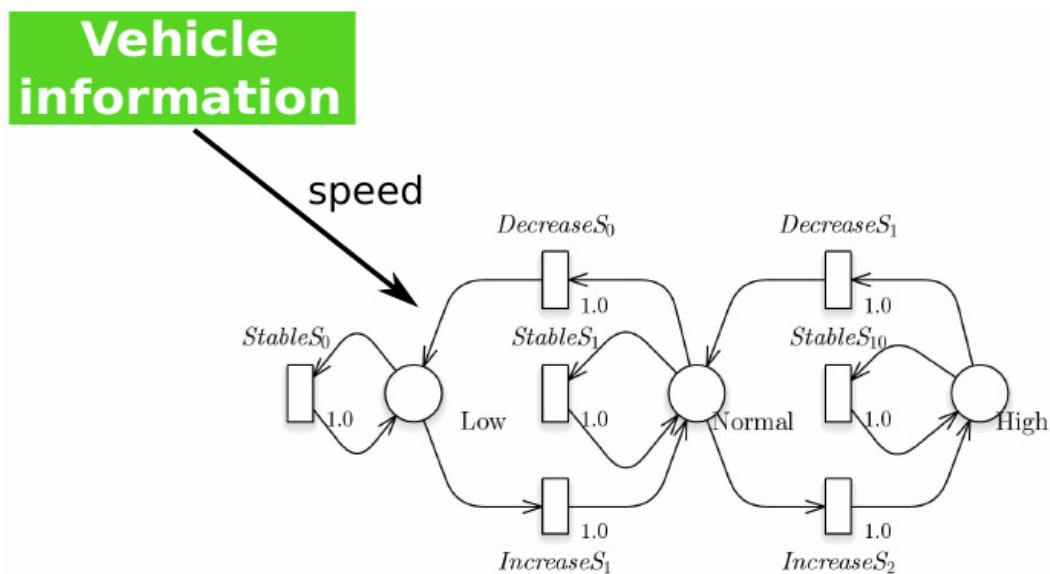 Vehicle
information
speed
DecreaseS₀
DecreaseS₁
1.0
1.0
StableS₀
StableS₁
StableS₁₀
1.0
1.0
1.0
Low
Normal
High
1.0
1.0
IncreaseS₁
IncreaseS₂